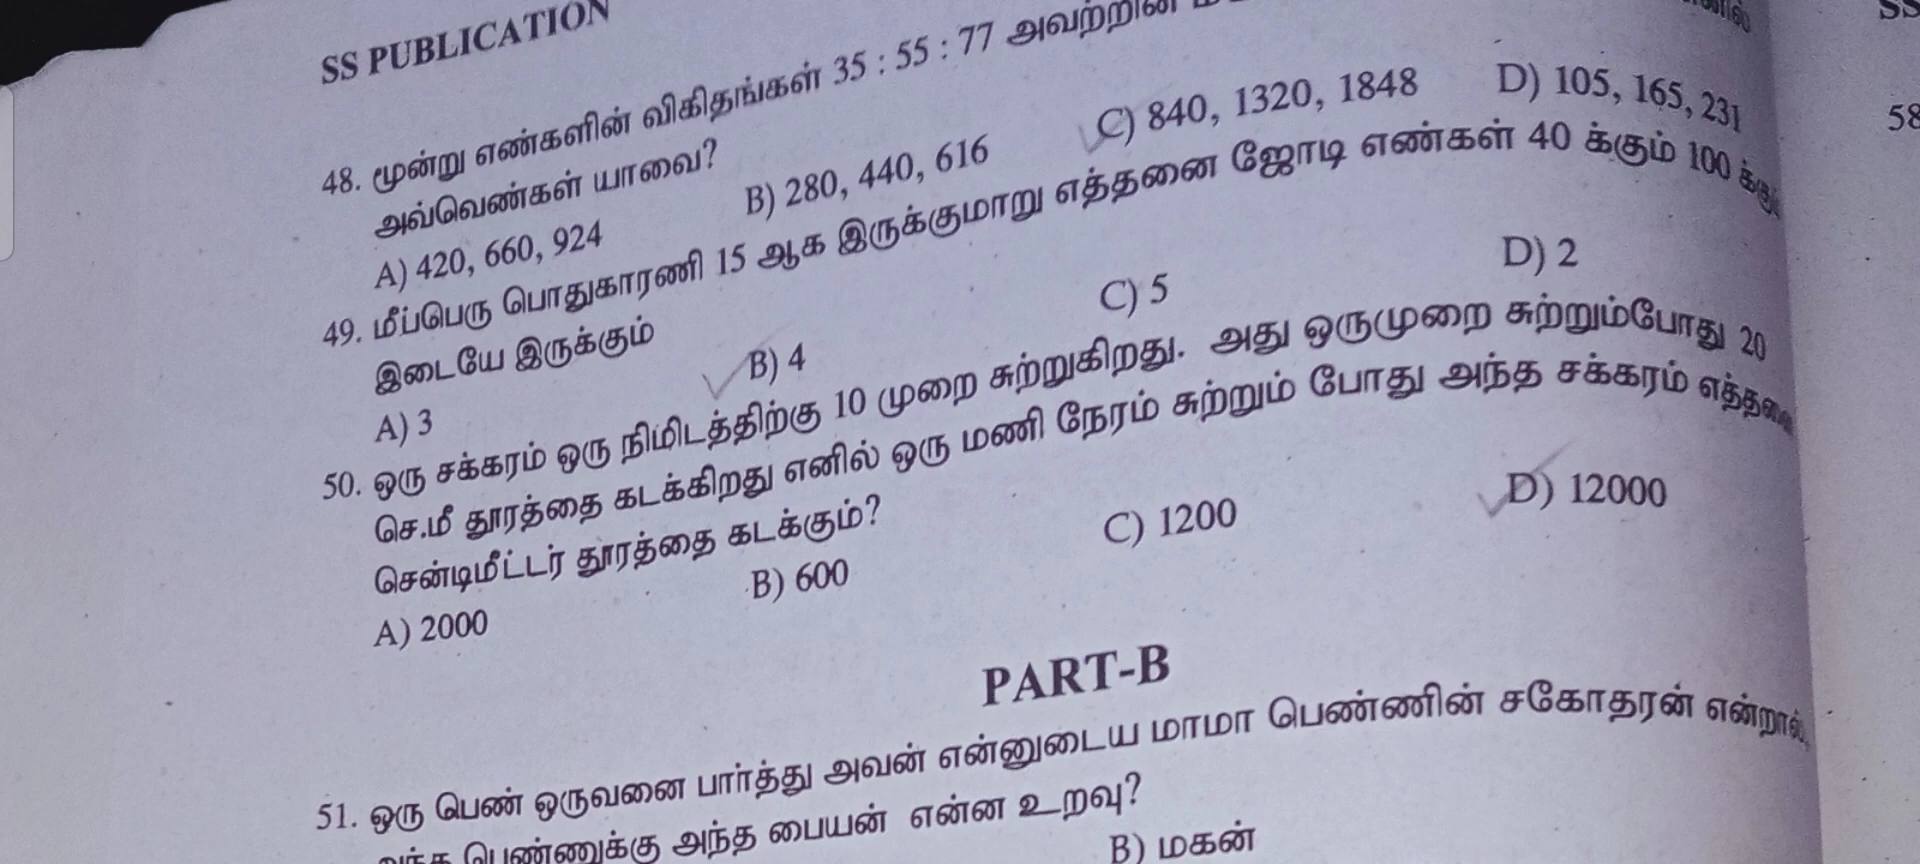 SS PUBLICATION
48. மூன்று எண்களின் விகிதங்கள் 35 : 55 : 77 அவற்றின்
அவ்வெண்கள் யாவை?
A) 420, 660, 924 B) 280, 440, 616 C) 840, 1320, 1848 D) 105, 165, 231
49. மீப்பெரு பொதுகாரணி 15 ஆக இருக்குமாறு எத்தனை ஜோடி எண்கள் 40 க்கும் 100
இடையே இருக்கும்
A) 3 B) 4 C) 5 D) 2
50. ஒரு சக்கரம் ஒரு நிமிடத்திற்கு 10 முறை சுற்றுகிறது. அது ஒருமுறை சுற்றும்போது 20
செ.மீ தூரத்தை கடக்கிறது எனில் ஒரு மணி நேரம் சுற்றும் போது அந்த சக்கரம்
சென்டிமீட்டர் தூரத்தை கடக்கும்?
A) 2000 B) 600 C) 1200 D) 12000
PART-B
51. ஒரு பெண் ஒருவனை பார்த்து அவன் என்னுடைய மாமா பெண்ணின் சகோதரன் என்றால்,
பெண்ணுக்கு அந்த பையன் என்ன உறவு?
B) மகன்
SS
58